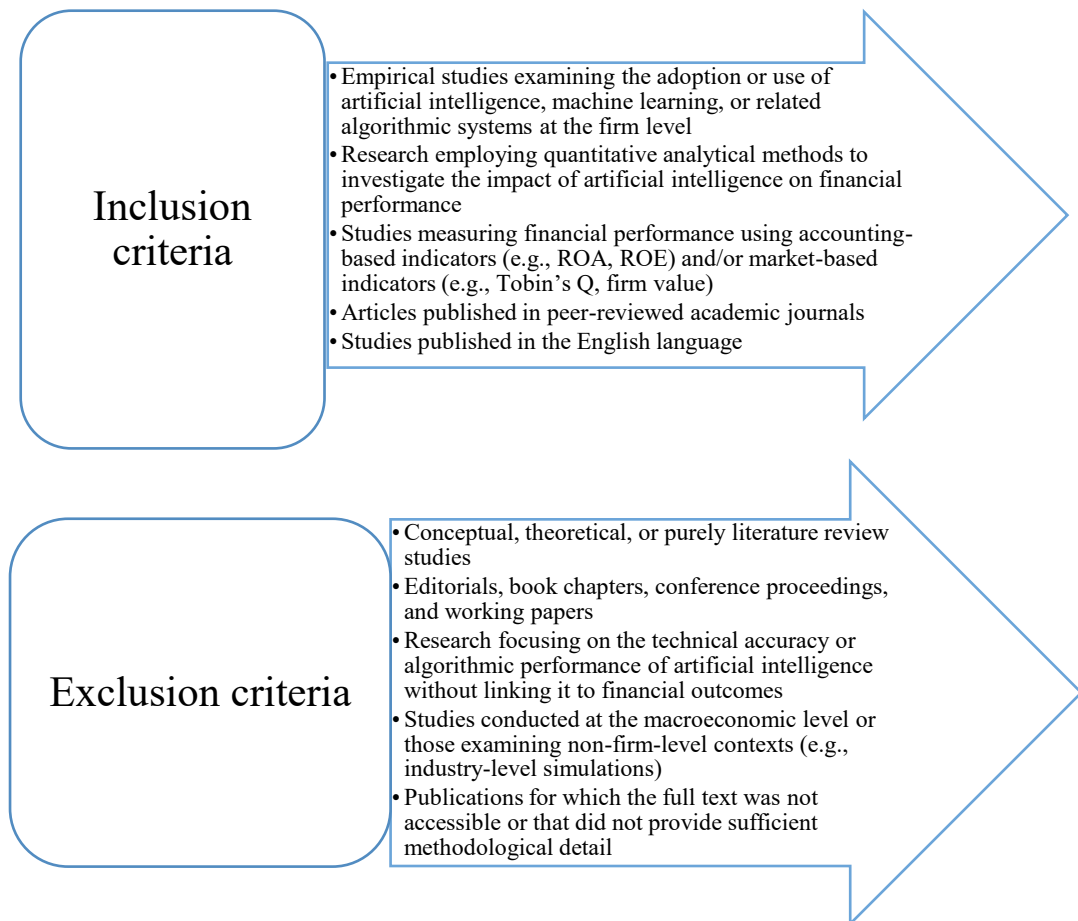 Inclusion
criteria
• Empirical studies examining the adoption or use of
artificial intelligence, machine learning, or related
algorithmic systems at the firm level
• Research employing quantitative analytical methods to
investigate the impact of artificial intelligence on financial
performance
• Studies measuring financial performance using accounting-
based indicators (e.g., ROA, ROE) and/or market-based
indicators (e.g., Tobin’s Q, firm value)
• Articles published in peer-reviewed academic journals
• Studies published in the English language
Exclusion criteria
• Conceptual, theoretical, or purely literature review
studies
• Editorials, book chapters, conference proceedings,
and working papers
• Research focusing on the technical accuracy or
algorithmic performance of artificial intelligence
without linking it to financial outcomes
• Studies conducted at the macroeconomic level or
those examining non-firm-level contexts (e.g.,
industry-level simulations)
• Publications for which the full text was not
accessible or that did not provide sufficient
methodological detail